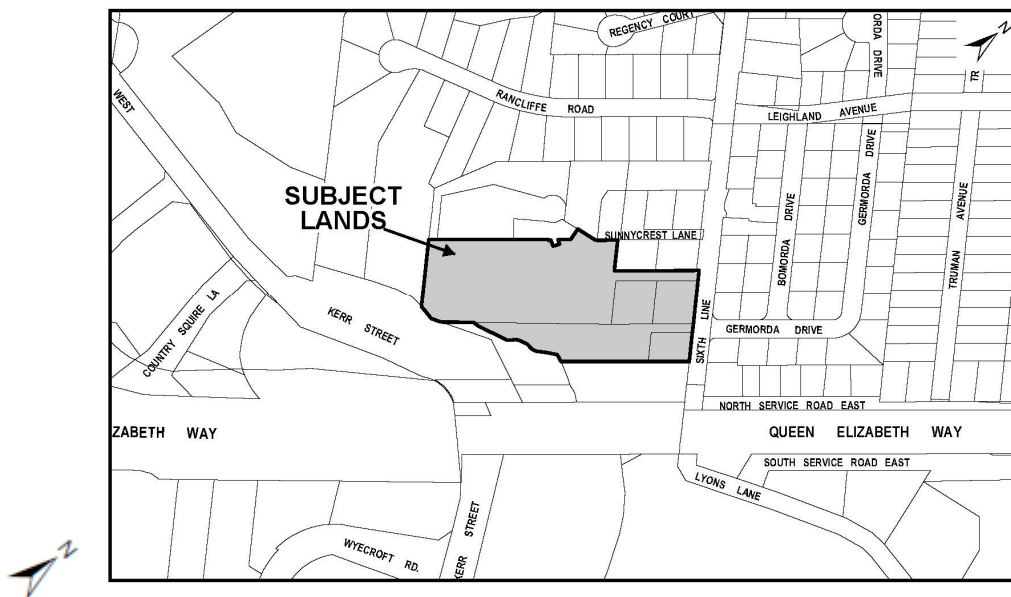 REGENCY COURT
ORDA DRIVE
N
TR
WEST
RANCLIFFE ROAD
LEIGHLAND AVENUE
SUBJECT
LANDS
SUNNYCREST LANE
BOMORDA DRIVE
GERMORDA DRIVE
TRUMAN AVENUE
COUNTRY SQUIRE LA
KERR STREET
SIXTH LINE
GERMORDA DRIVE
NORTH SERVICE ROAD EAST
ZABETH WAY
QUEEN ELIZABETH WAY
SOUTH SERVICE ROAD EAST
LYONS LANE
KERR STREET
WYECROFT RD.
N